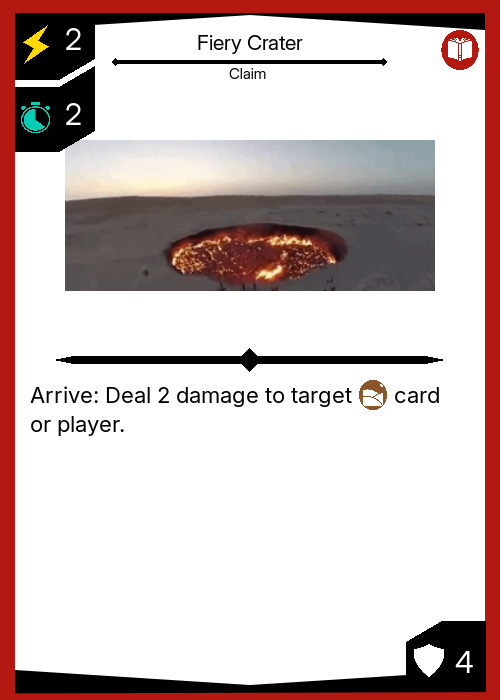 2
Fiery Crater
Claim
2
Arrive: Deal 2 damage to target card
or player.
4